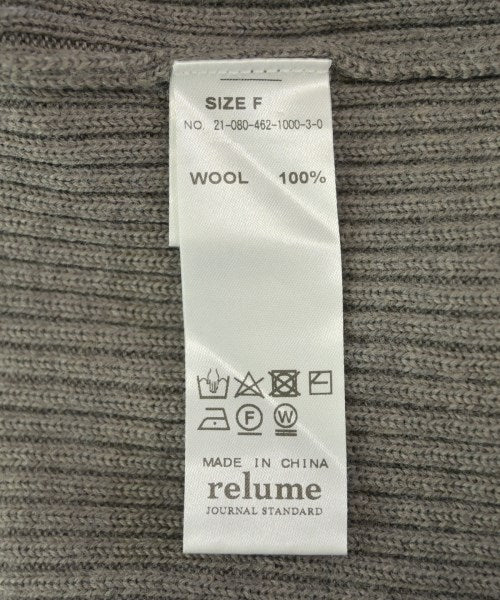 SIZE F
NO. 21-080-462-1000-3-0
WOOL 100%
F W
MADE IN CHINA
relume
JOURNAL STANDARD